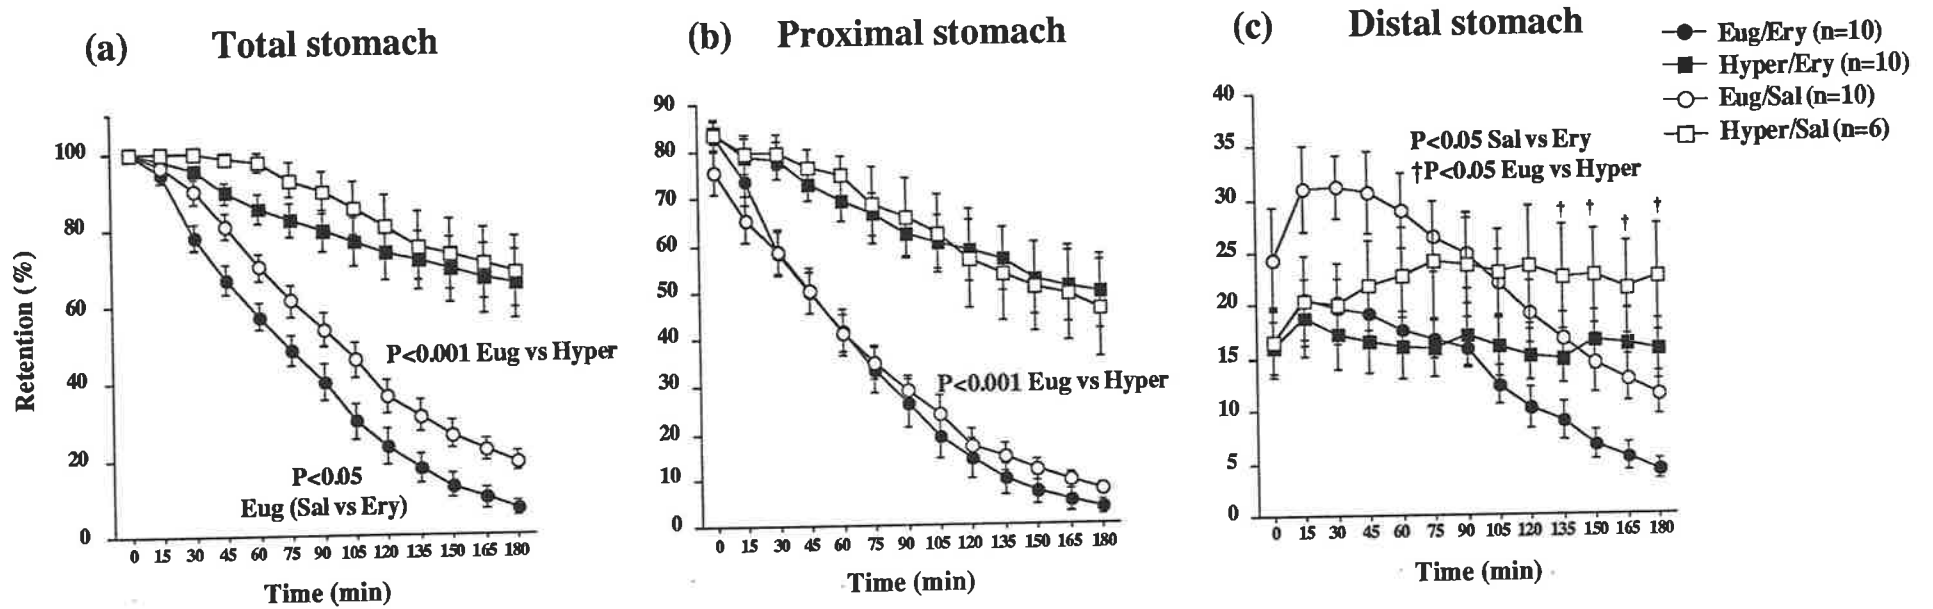 (a) Total stomach
Retention (%)
100
80
60
40
20
0
P<0.001 Eug vs Hyper
P<0.05
Eug (Sal vs Ery)
0 15 30 45 60 75 90 105 120 135 150 165 180
Time (min)
(b) Proximal stomach
90
80
70
60
50
40
30
20
10
0
P<0.001 Eug vs Hyper
0 15 30 45 60 75 90 105 120 135 150 165 180
Time (min)
(c) Distal stomach
40
35
30
25
20
15
10
5
0
P<0.05 Sal vs Ery
†P<0.05 Eug vs Hyper
† † † †
0 15 30 45 60 75 90 105 120 135 150 165 180
Time (min)
Eug/Ery (n=10)
Hyper/Ery (n=10)
Eug/Sal (n=10)
Hyper/Sal (n=6)